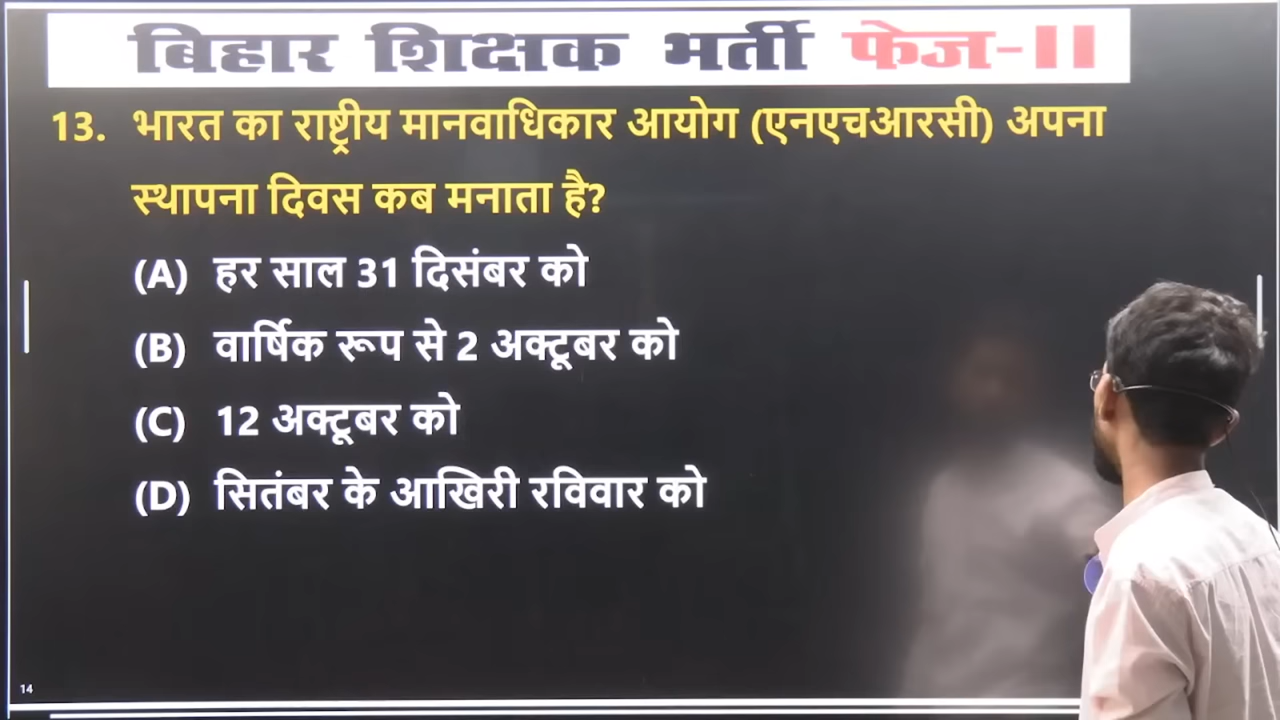 बिहार शिक्षक भर्ती फेज-II
13. भारत का राष्ट्रीय मानवाधिकार आयोग (एनएचआरसी) अपना
स्थापना दिवस कब मनाता है?
(A) हर साल 31 दिसंबर को
(B) वार्षिक रूप से 2 अक्टूबर को
(C) 12 अक्टूबर को
(D) सितंबर के आखिरी रविवार को
14